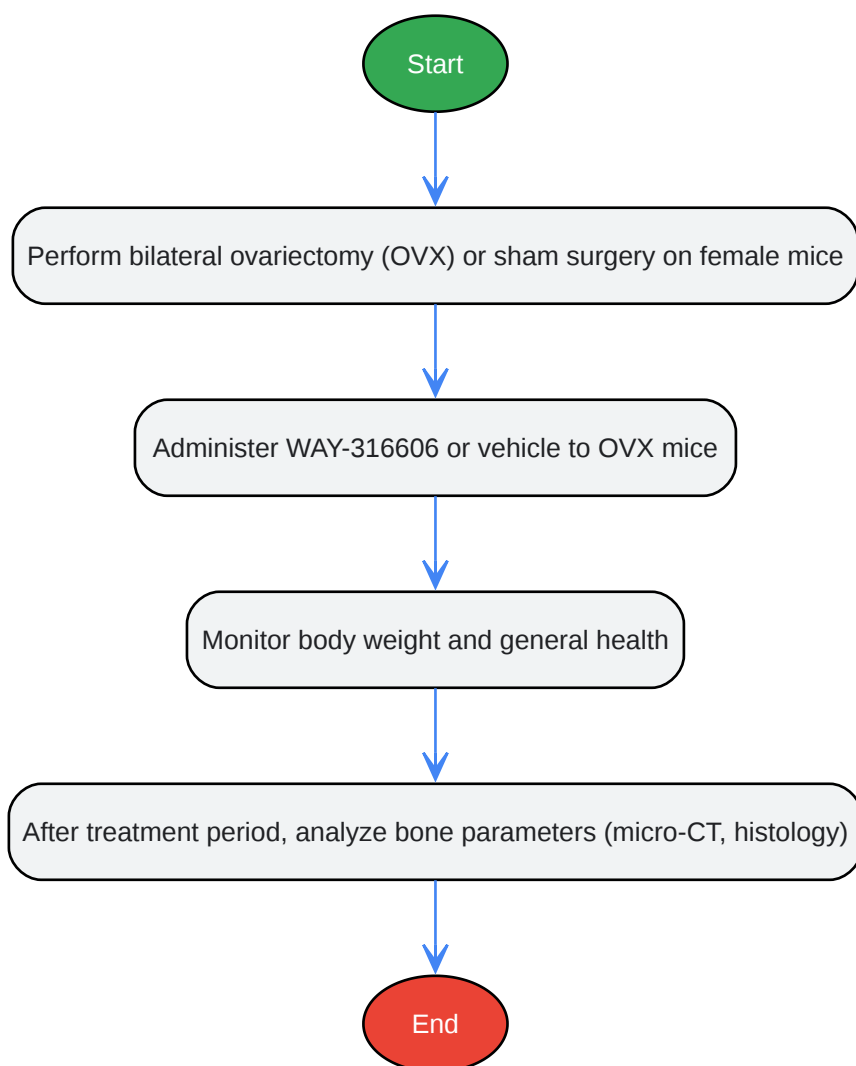 Start
Perform bilateral ovariectomy (OVX) or sham surgery on female mice
Administer WAY-316606 or vehicle to OVX mice
Monitor body weight and general health
After treatment period, analyze bone parameters (micro-CT, histology)
End